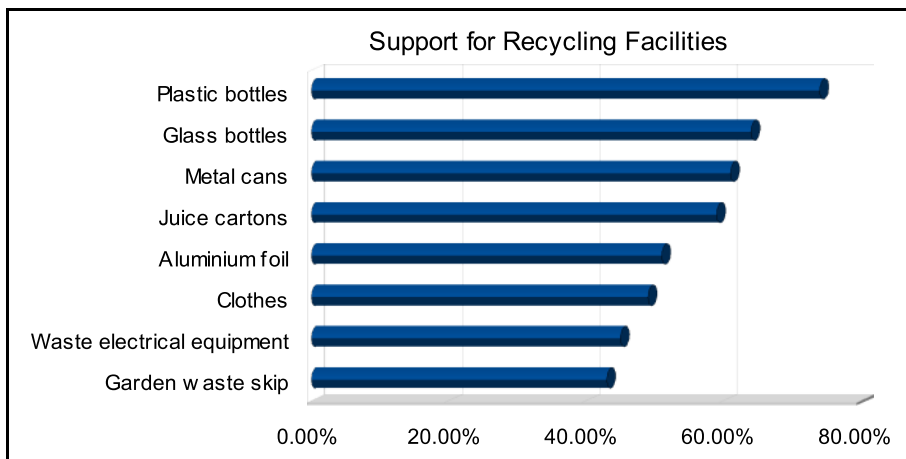 Support for Recycling Facilities
Plastic bottles
Glass bottles
Metal cans
Juice cartons
Aluminium foil
Clothes
Waste electrical equipment
Garden waste skip
0.00% 20.00% 40.00% 60.00% 80.00%